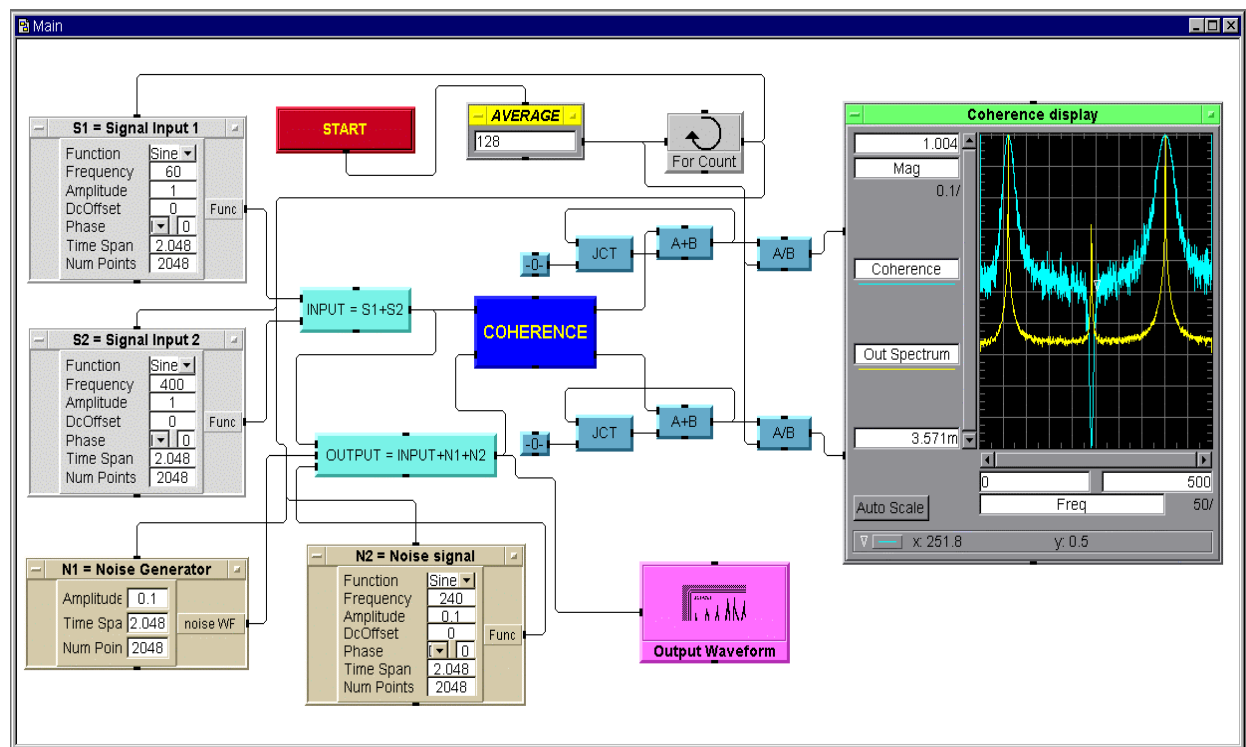 Main
S1 = Signal Input 1
Function Sine
Frequency 60
Amplitude 1
DcOffset 0
Phase 0
Time Span 2.048
Num Points 2048
Func
START
AVERAGE
128
For Count
S2 = Signal Input 2
Function Sine
Frequency 400
Amplitude 1
DcOffset 0
Phase 0
Time Span 2.048
Num Points 2048
Func
INPUT = S1+S2
COHERENCE
-0-
JCT
A+B
A/B
OUTPUT = INPUT+N1+N2
-0-
JCT
A+B
A/B
N1 = Noise Generator
Amplitude 0.1
Time Spa 2.048
Num Poin 2048
noise WF
N2 = Noise signal
Function Sine
Frequency 240
Amplitude 0.1
DcOffset 0
Phase 0
Time Span 2.048
Num Points 2048
Func
Output Waveform
Coherence display
1.004
Mag
0.1/
Coherence
Out Spectrum
3.571m
0 500
Freq 50/
Auto Scale
x: 251.8 y: 0.5